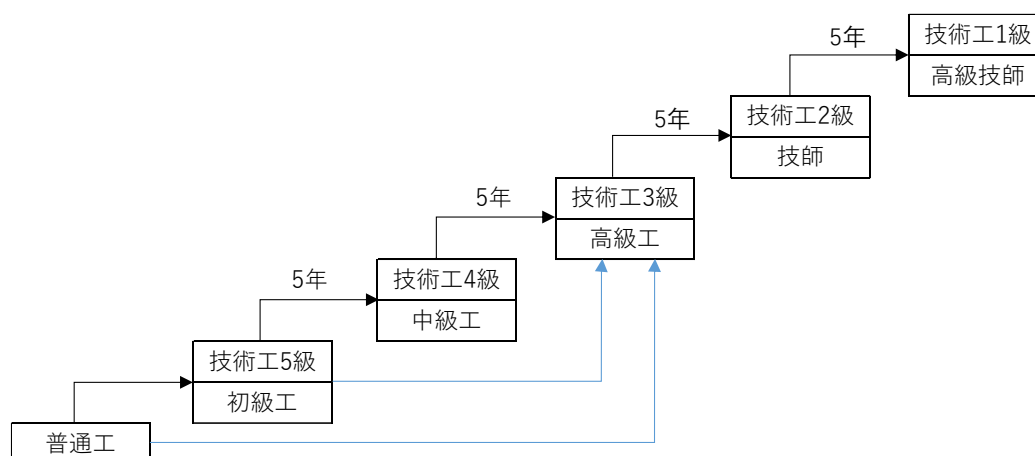 5年
技術工1級
高級技師
5年
技術工2級
技師
5年
技術工3級
高級工
5年
技術工4級
中級工
技術工5級
初級工
普通工